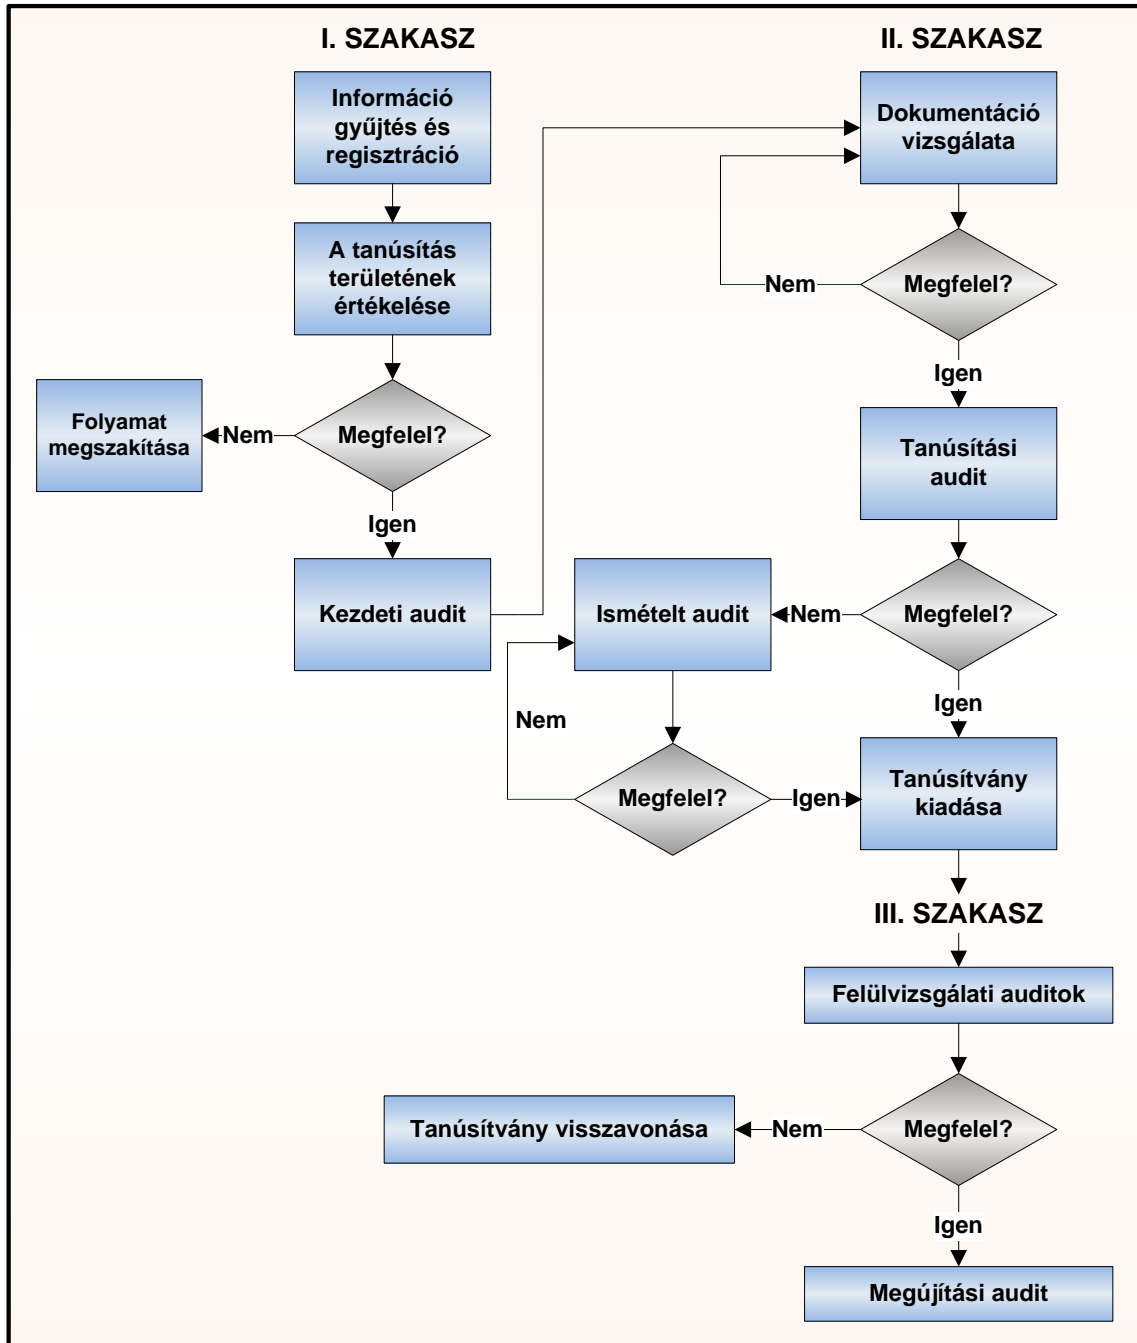 I. SZAKASZ
Információ
gyűjtés és
regisztráció
A tanúsítás
területének
értékelése
Megfelel?
Nem
Folyamat
megszakítása
Igen
Kezdeti audit
II. SZAKASZ
Dokumentáció
vizsgálata
Megfelel?
Nem
Igen
Tanúsítási
audit
Megfelel?
Nem
Ismételt audit
Nem
Megfelel?
Igen
Igen
Tanúsítvány
kiadása
III. SZAKASZ
Felülvizsgálati auditok
Megfelel?
Nem
Tanúsítvány visszavonása
Igen
Megújítási audit